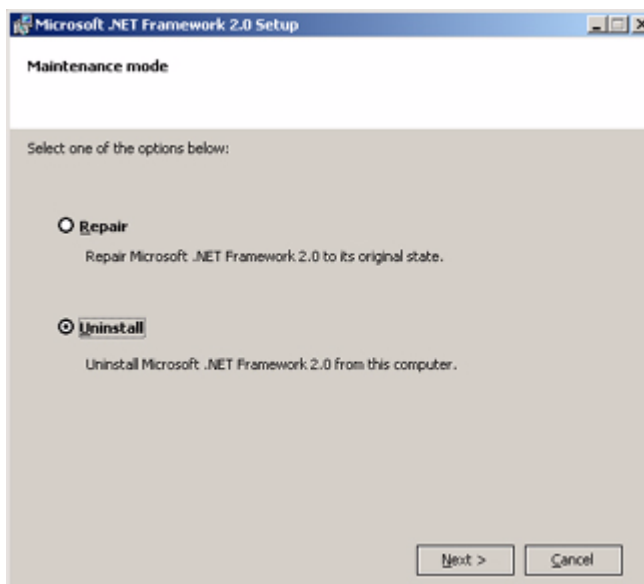 Microsoft .NET Framework 2.0 Setup
Maintenance mode
Select one of the options below:
Repair
Repair Microsoft .NET Framework 2.0 to its original state.
Uninstall
Uninstall Microsoft .NET Framework 2.0 from this computer.
Next >
Cancel